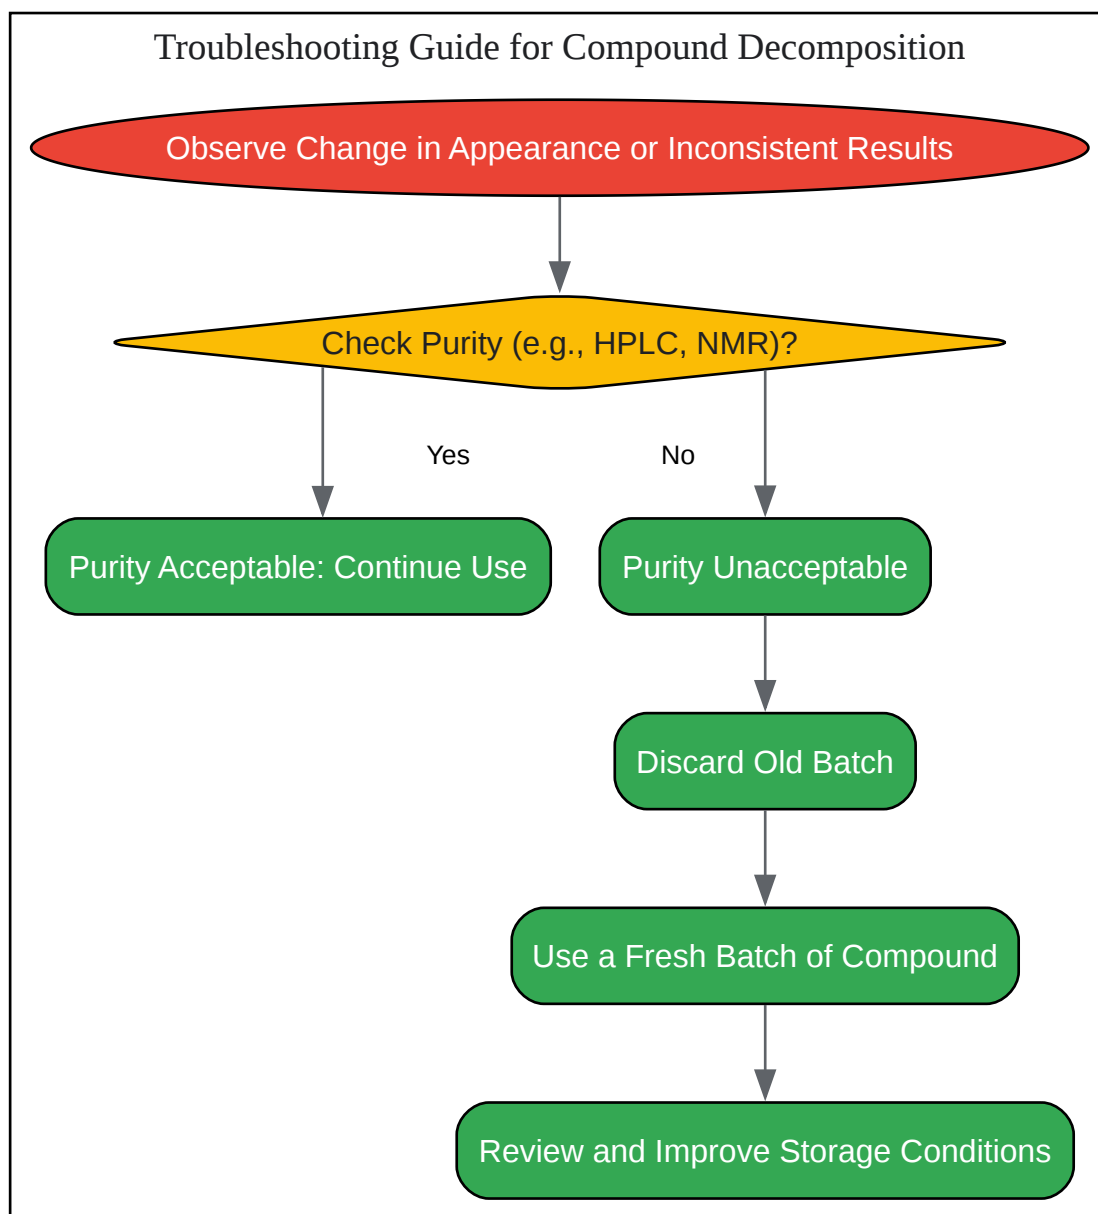 Troubleshooting Guide for Compound Decomposition
Observe Change in Appearance or Inconsistent Results
Check Purity (e.g., HPLC, NMR)?
Yes
No
Purity Acceptable: Continue Use
Purity Unacceptable
Discard Old Batch
Use a Fresh Batch of Compound
Review and Improve Storage Conditions